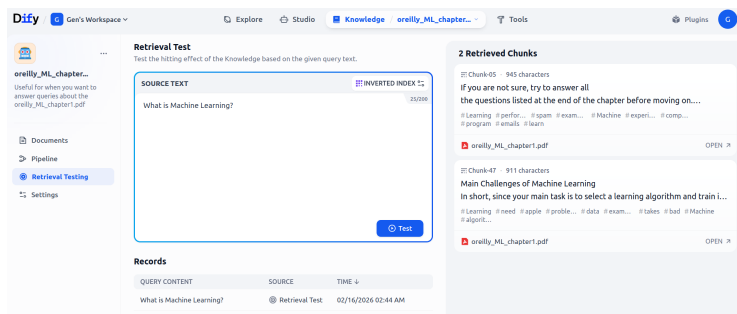 Dify / G Gen's Workspace
Explore
Studio
Knowledge / oreilly_ML_chapter...
Tools
Plugins
G
oreilly_ML_chapter...
Useful for when you want to
answer queries about the
oreilly_ML_chapter1.pdf
Documents
Pipeline
Retrieval Testing
Settings
Retrieval Test
Test the hitting effect of the Knowledge based on the given query text.
SOURCE TEXT
INVERTED INDEX
25/200
What is Machine Learning?
Test
Records
QUERY CONTENT SOURCE TIME ↓
What is Machine Learning? Retrieval Test 02/16/2026 02:44 AM
2 Retrieved Chunks
Chunk-05 · 945 characters
If you are not sure, try to answer all
the questions listed at the end of the chapter before moving on....
# Learning # perfor... # spam # exam... # Machine # experi... # comp...
# program # emails # learn
oreilly_ML_chapter1.pdf OPEN ↗
Chunk-47 · 911 characters
Main Challenges of Machine Learning
In short, since your main task is to select a learning algorithm and train i...
# Learning # need # apple # proble... # data # exam... # takes # bad # Machine
# algorit...
oreilly_ML_chapter1.pdf OPEN ↗